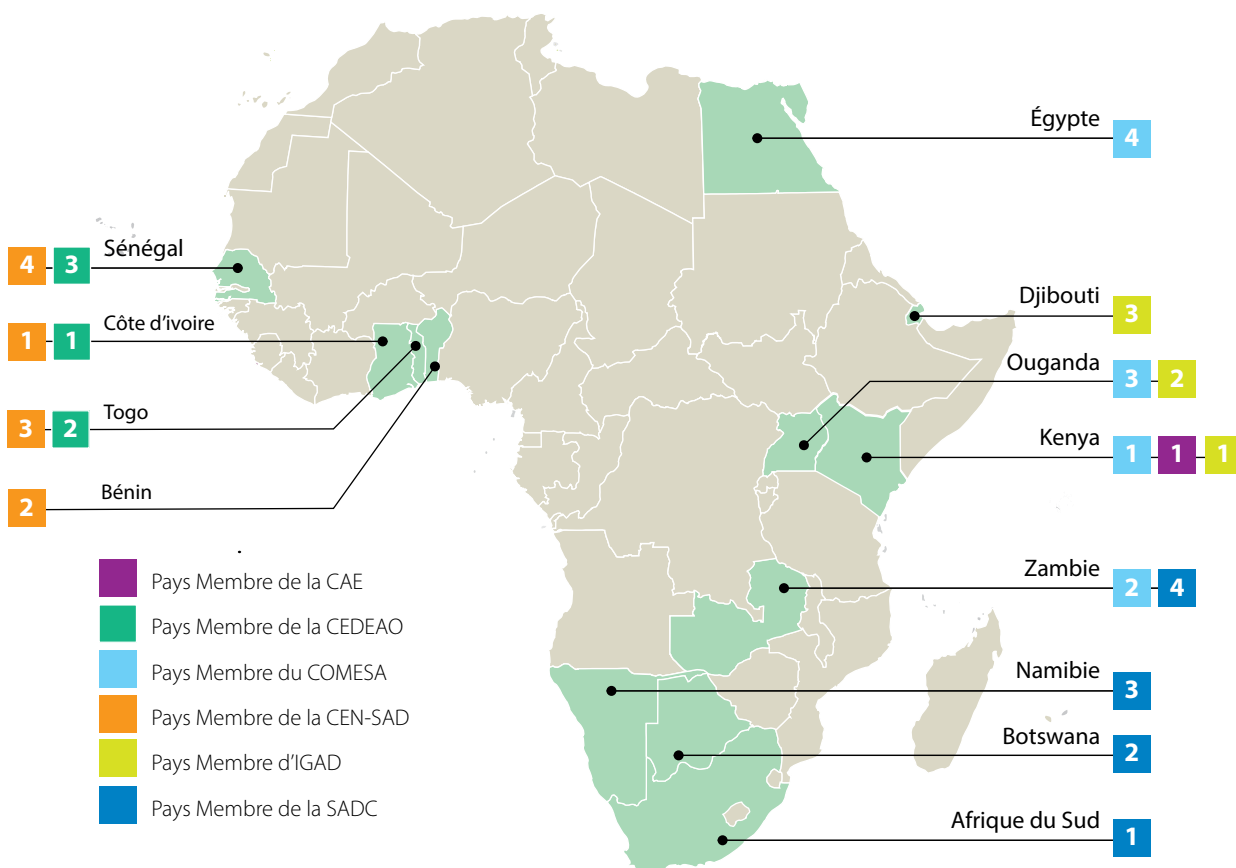 Égypte
4
Sénégal
4 3
Djibouti
3
Côte d'ivoire
1 1
Ouganda
3 2
Togo
3 2
Kenya
1 1 1
Bénin
2
Zambie
2 4
Namibie
3
Botswana
2
Afrique du Sud
1
Pays Membre de la CAE
Pays Membre de la CEDEAO
Pays Membre du COMESA
Pays Membre de la CEN-SAD
Pays Membre d'IGAD
Pays Membre de la SADC